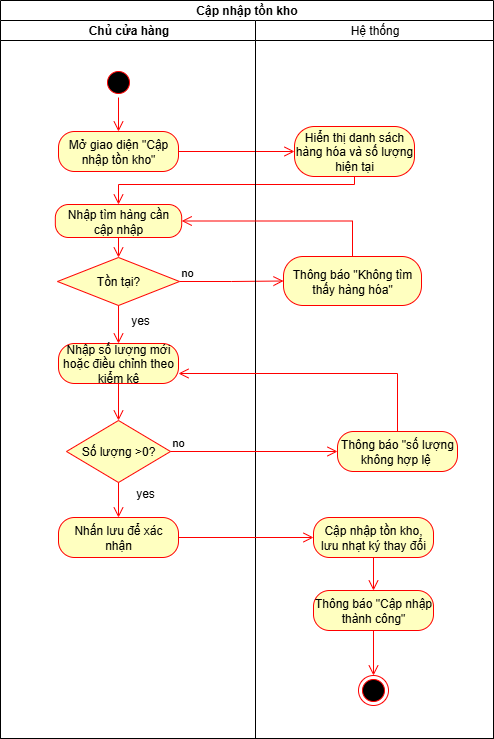 Cập nhập tồn kho
Chủ cửa hàng
Hệ thống
Mở giao diện "Cập
nhập tồn kho"
Hiển thị danh sách
hàng hóa và số lượng
hiện tại
Nhập tìm hàng cần
cập nhập
Tồn tại?
no
Thông báo "Không tìm
thấy hàng hóa"
yes
Nhập số lượng mới
hoặc điều chỉnh theo
kiểm kê
Số lượng >0?
no
Thông báo "số lượng
không hợp lệ
yes
Nhấn lưu để xác
nhận
Cập nhập tồn kho,
lưu nhạt ký thay đổi
Thông báo "Cập nhập
thành công"